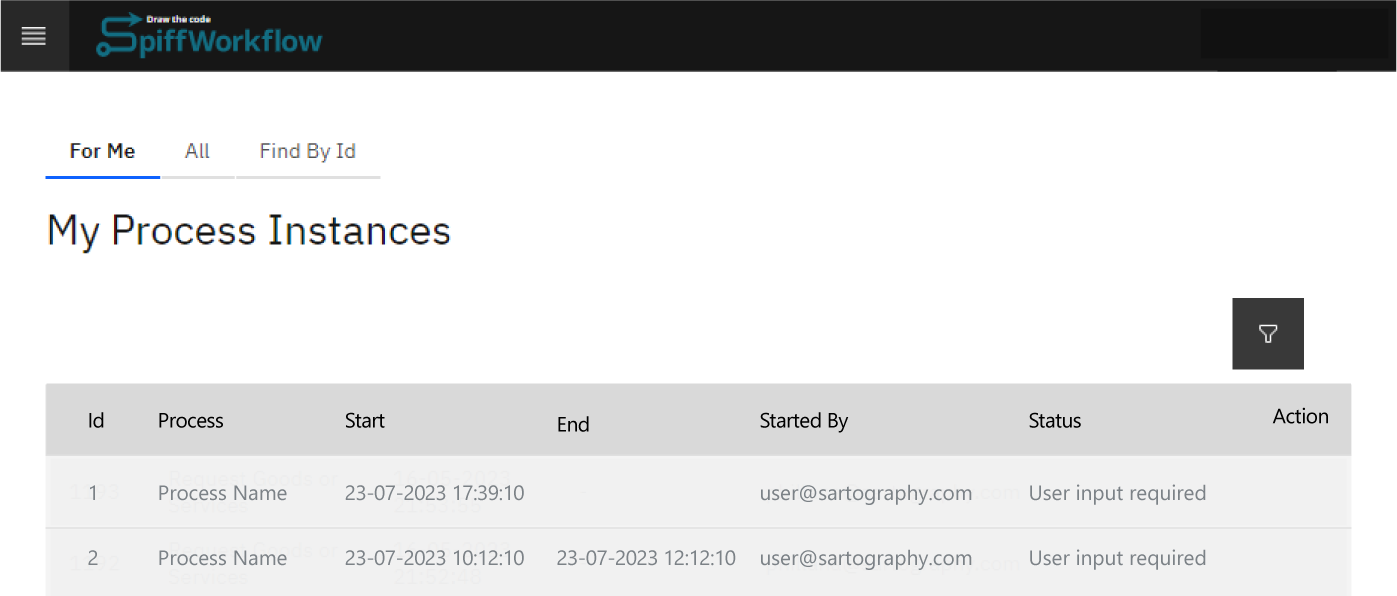 Draw the code
SpiffWorkflow
For Me All Find By Id
My Process Instances
Id Process Start End Started By Status Action
1 Process Name 23-07-2023 17:39:10 user@sartography.com User input required
2 Process Name 23-07-2023 10:12:10 23-07-2023 12:12:10 user@sartography.com User input required